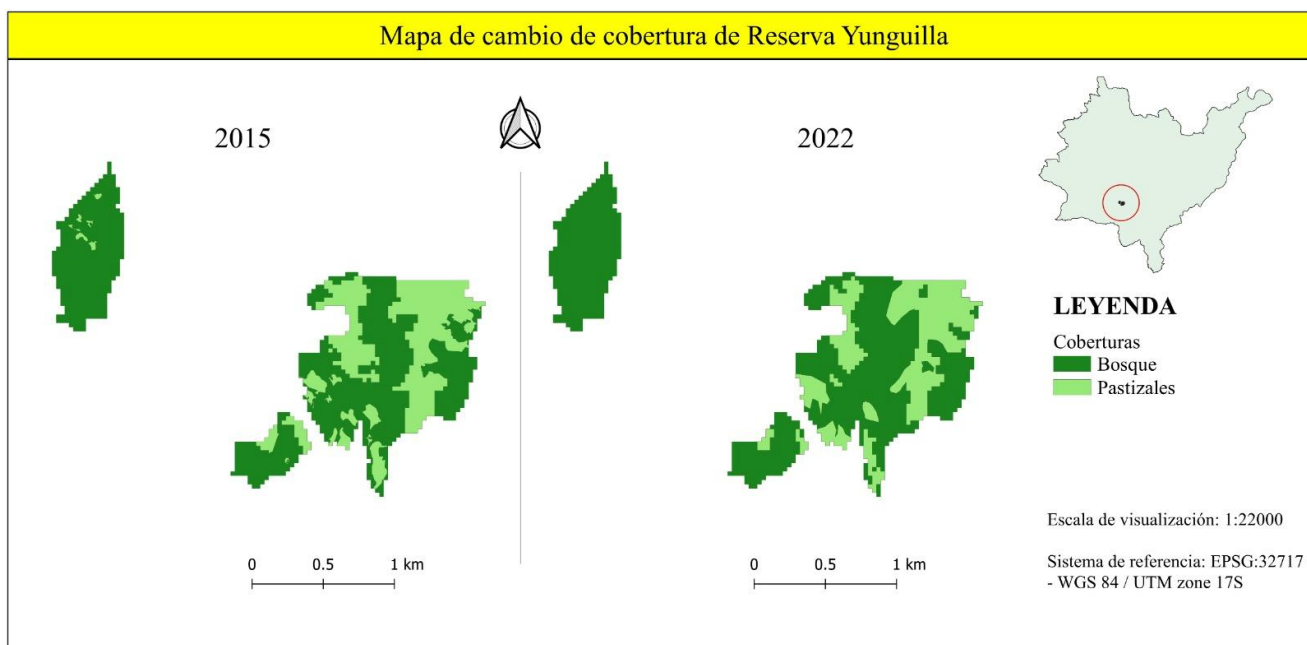 Mapa de cambio de cobertura de Reserva Yunguilla
2015
2022
LEYENDA
Coberturas
Bosque
Pastizales
Escala de visualización: 1:22000
Sistema de referencia: EPSG:32717
- WGS 84 / UTM zone 17S
0 0.5 1 km
0 0.5 1 km